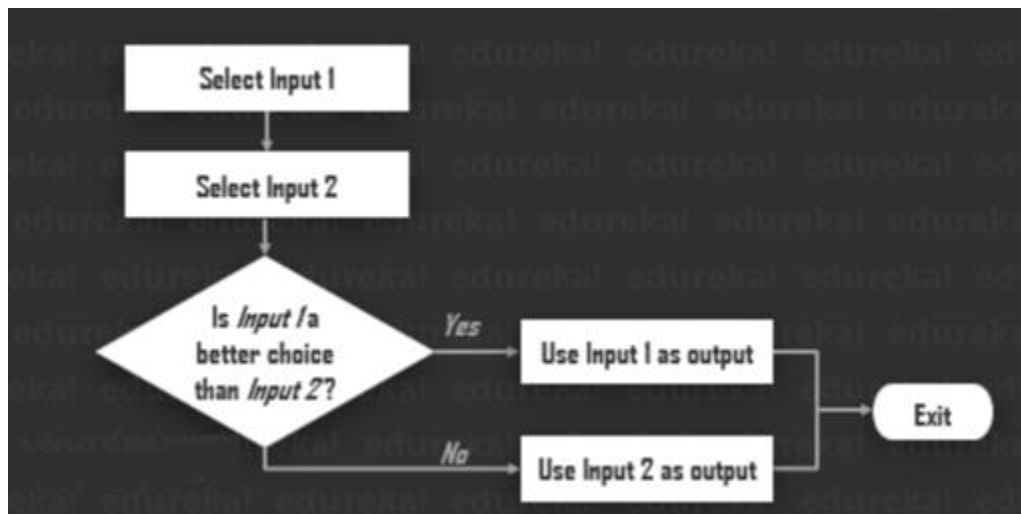 Select Input 1
Select Input 2
Is Input 1 a
better choice
than Input 2?
Yes
Use Input 1 as output
No
Use Input 2 as output
Exit
edureka!